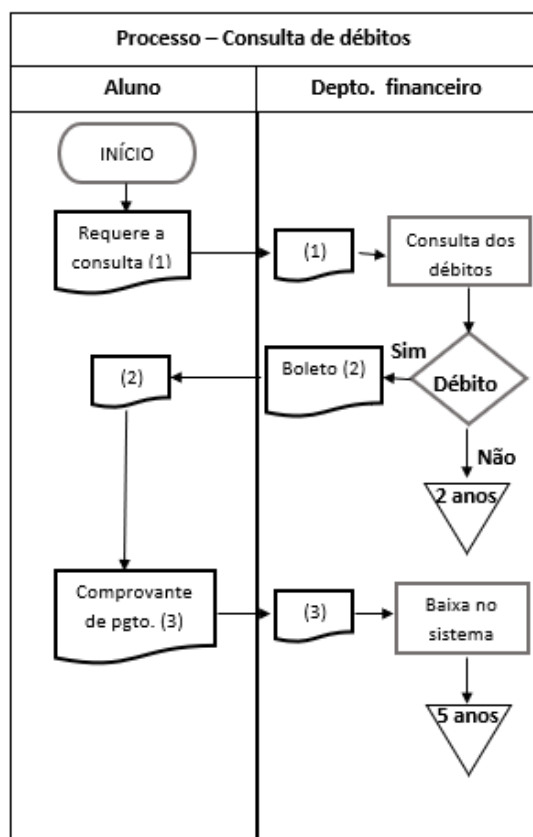 Processo – Consulta de débitos
Aluno
Depto. financeiro
INÍCIO
Requere a
consulta (1)
(1)
Consulta dos
débitos
Débito
Sim
Boleto (2)
(2)
Não
2 anos
Comprovante
de pgto. (3)
(3)
Baixa no
sistema
5 anos